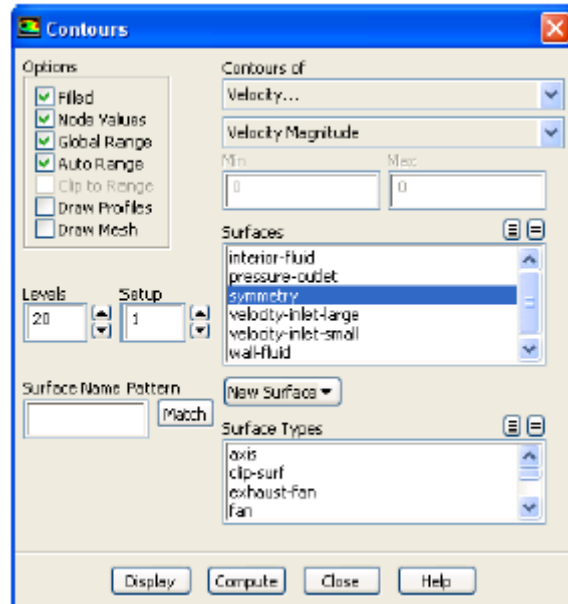 Contours
Options
Filled
Node Values
Global Range
Auto Range
Clip to Range
Draw Profiles
Draw Mesh
Levels
20
Setup
1
Surface Name Pattern
Match
Contours of
Velocity...
Velocity Magnitude
Min
0
Max
0
Surfaces
interior-fluid
pressure-outlet
symmetry
velocity-inlet-large
velocity-inlet-small
wall-fluid
New Surface
Surface Types
axis
clip-surf
exhaust-fan
fan
Display
Compute
Close
Help